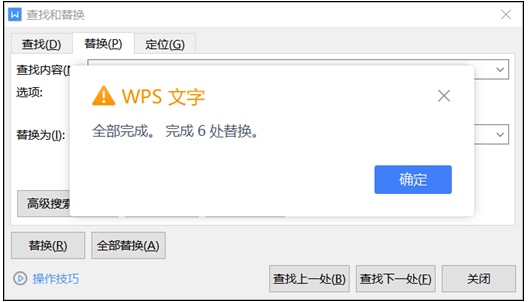 查找和替换
查找(D)
替换(P)
定位(G)
查找内容(
选项:
WPS 文字
全部完成。 完成 6 处替换。
替换为(I):
确定
高级搜索
替换(R)
全部替换(A)
操作技巧
查找上一处(B)
查找下一处(F)
关闭